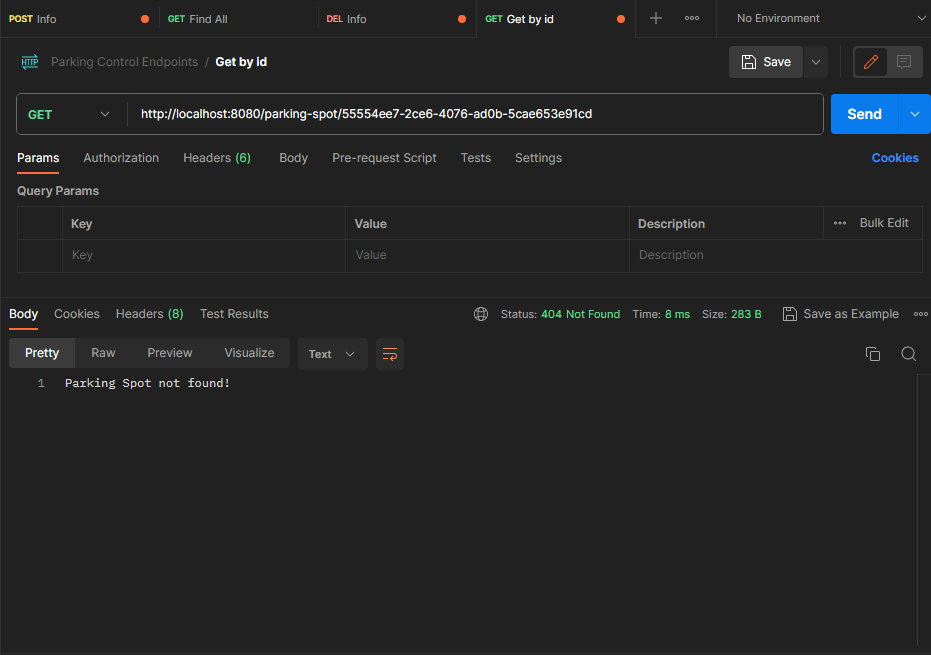 POST Info GET Find All DEL Info GET Get by id No Environment
HTTP Parking Control Endpoints / Get by id Save
GET http://localhost:8080/parking-spot/55554ee7-2ce6-4076-ad0b-5cae653e91cd Send
Params Authorization Headers (6) Body Pre-request Script Tests Settings Cookies
Query Params
Key Value Description Bulk Edit
Key Value Description
Body Cookies Headers (8) Test Results Status: 404 Not Found Time: 8 ms Size: 283 B Save as Example
Pretty Raw Preview Visualize Text
1 Parking Spot not found!